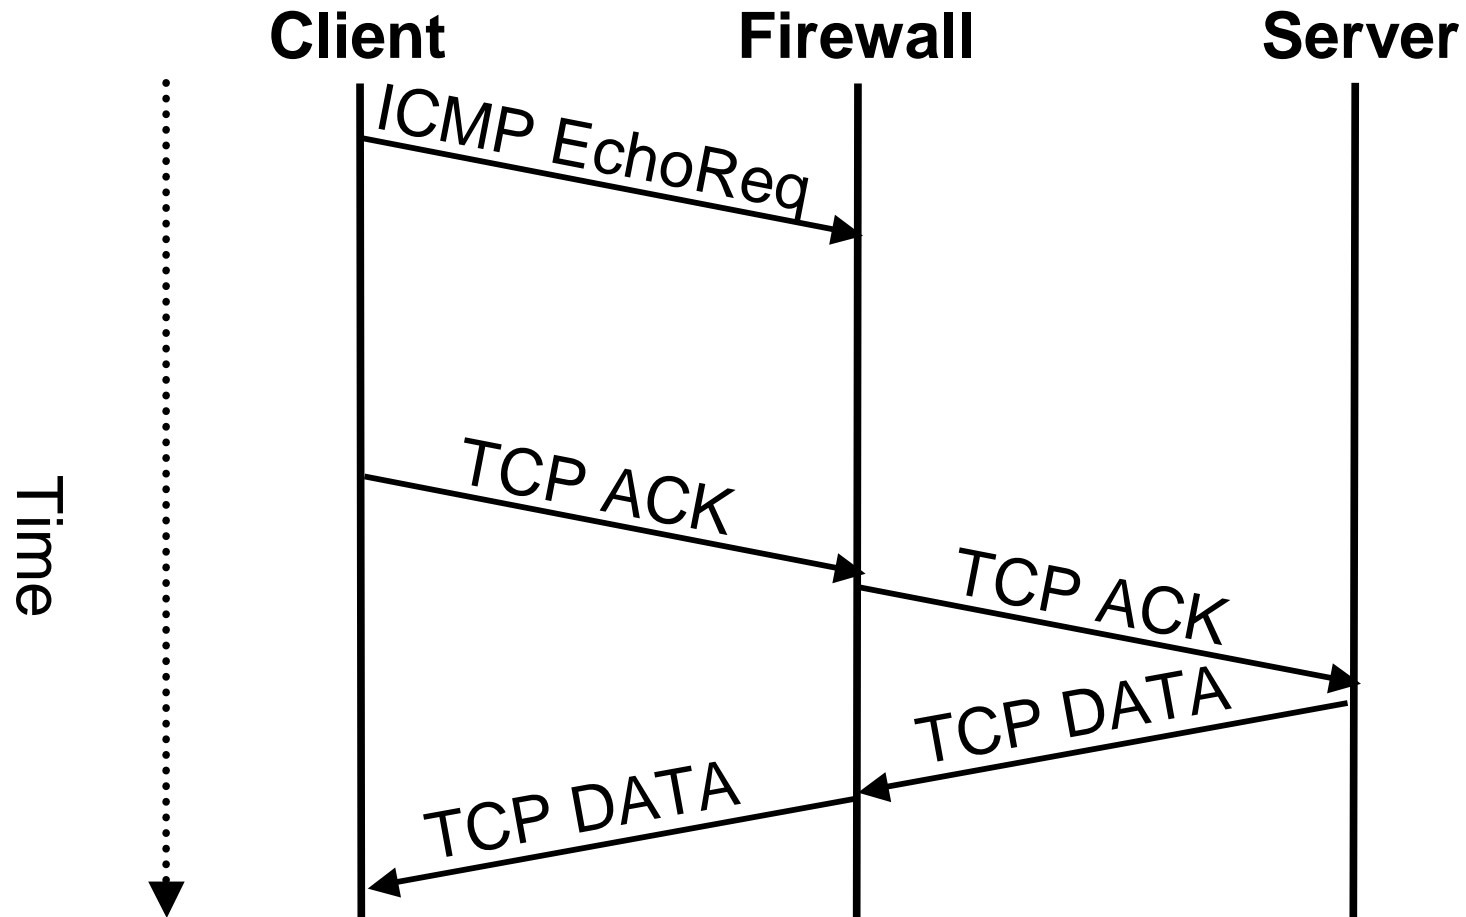 Client
Firewall
Server
ICMP EchoReq
TCP ACK
TCP ACK
TCP DATA
TCP DATA
Time